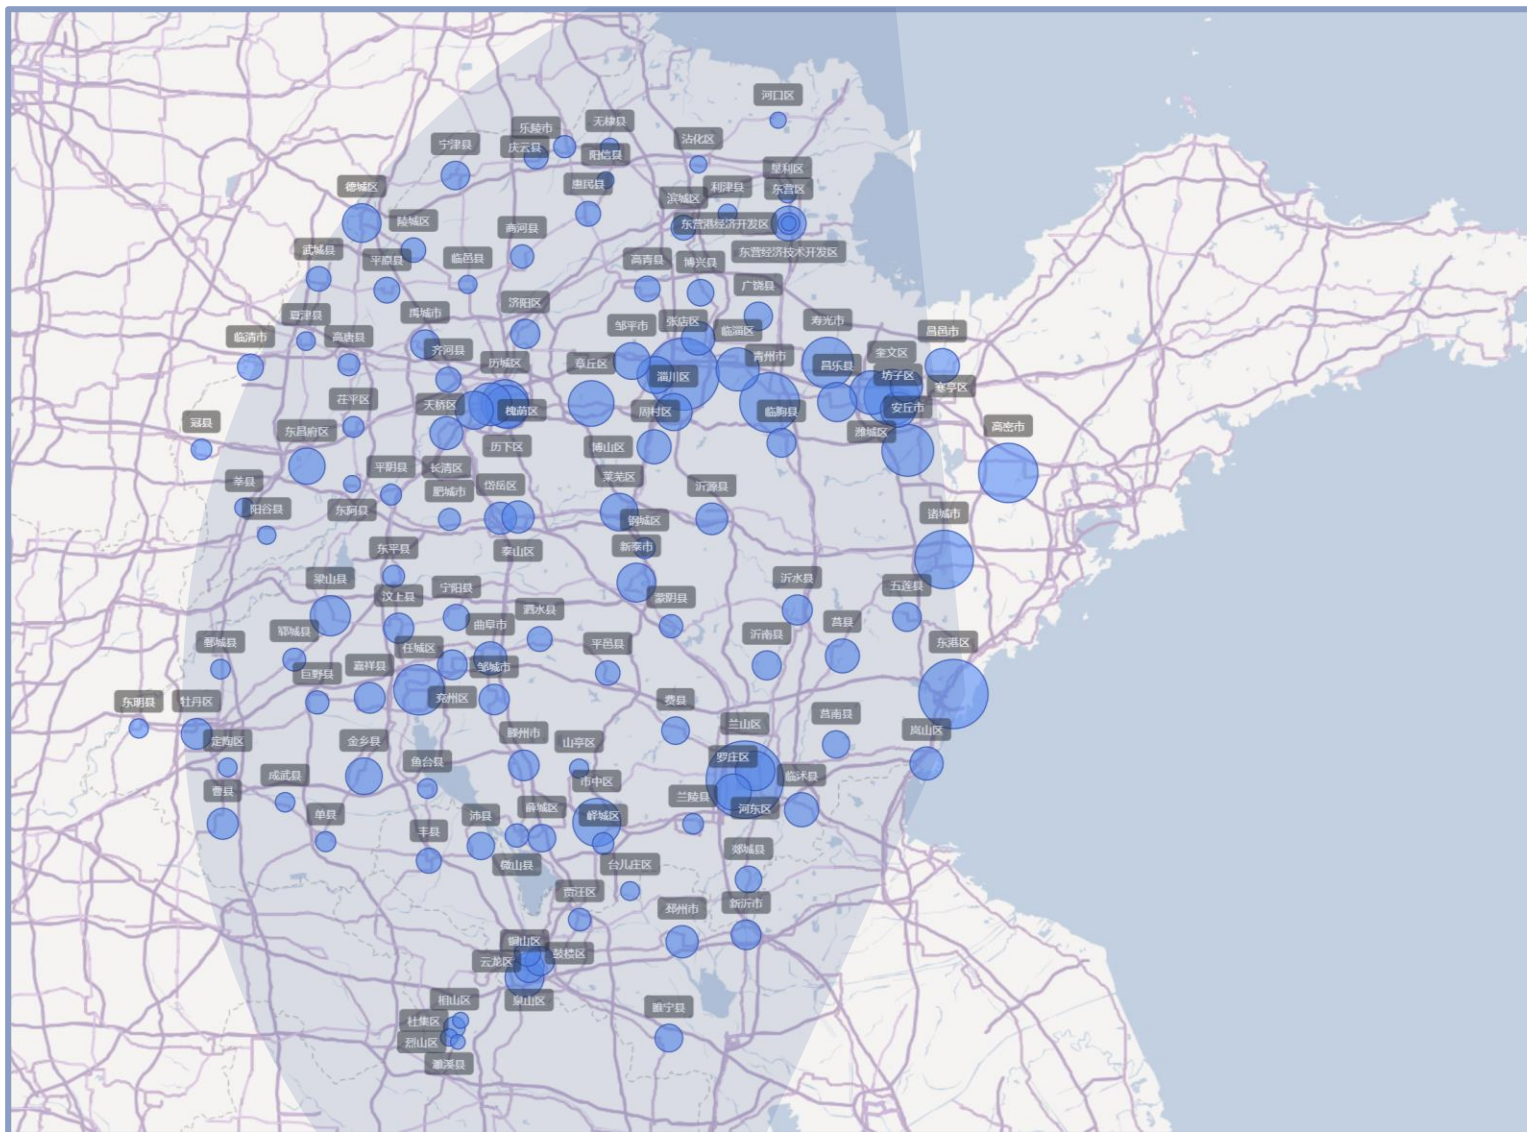 河口区
乐陵市
无棣县
宁津县
庆云县
阳信县
沾化区
垦利区
德城区
惠民县
滨城区
利津县
东营区
陵城区
商河县
东营港经济开发区
武城县
平原县
临邑县
高青县
博兴县
东营经济技术开发区
广饶县
夏津县
禹城市
济阳区
邹平市
张店区
临淄区
寿光市
昌邑市
临清市
高唐县
齐河县
历城区
章丘区
淄川区
青州市
昌乐县
奎文区
坊子区
寒亭区
茌平区
天桥区
槐荫区
周村区
临朐县
安丘市
冠县
东昌府区
历下区
博山区
潍城区
高密市
莘县
平阴县
长清区
莱芜区
阳谷县
东阿县
肥城市
岱岳区
沂源县
钢城区
诸城市
东平县
泰山区
新泰市
梁山县
汶上县
宁阳县
泗水县
蒙阴县
沂水县
五莲县
鄄城县
郓城县
曲阜市
任城区
平邑县
沂南县
莒县
东港区
巨野县
嘉祥县
邹城市
东明县
牡丹区
兖州区
费县
莒南县
定陶区
金乡县
滕州市
山亭区
兰山区
岚山区
鱼台县
罗庄区
成武县
市中区
临沭县
曹县
单县
薛城区
峄城区
兰陵县
河东区
丰县
沛县
微山县
台儿庄区
郯城县
贾汪区
邳州市
新沂市
铜山区
云龙区
鼓楼区
泉山区
相山区
杜集区
睢宁县
烈山区
濉溪县